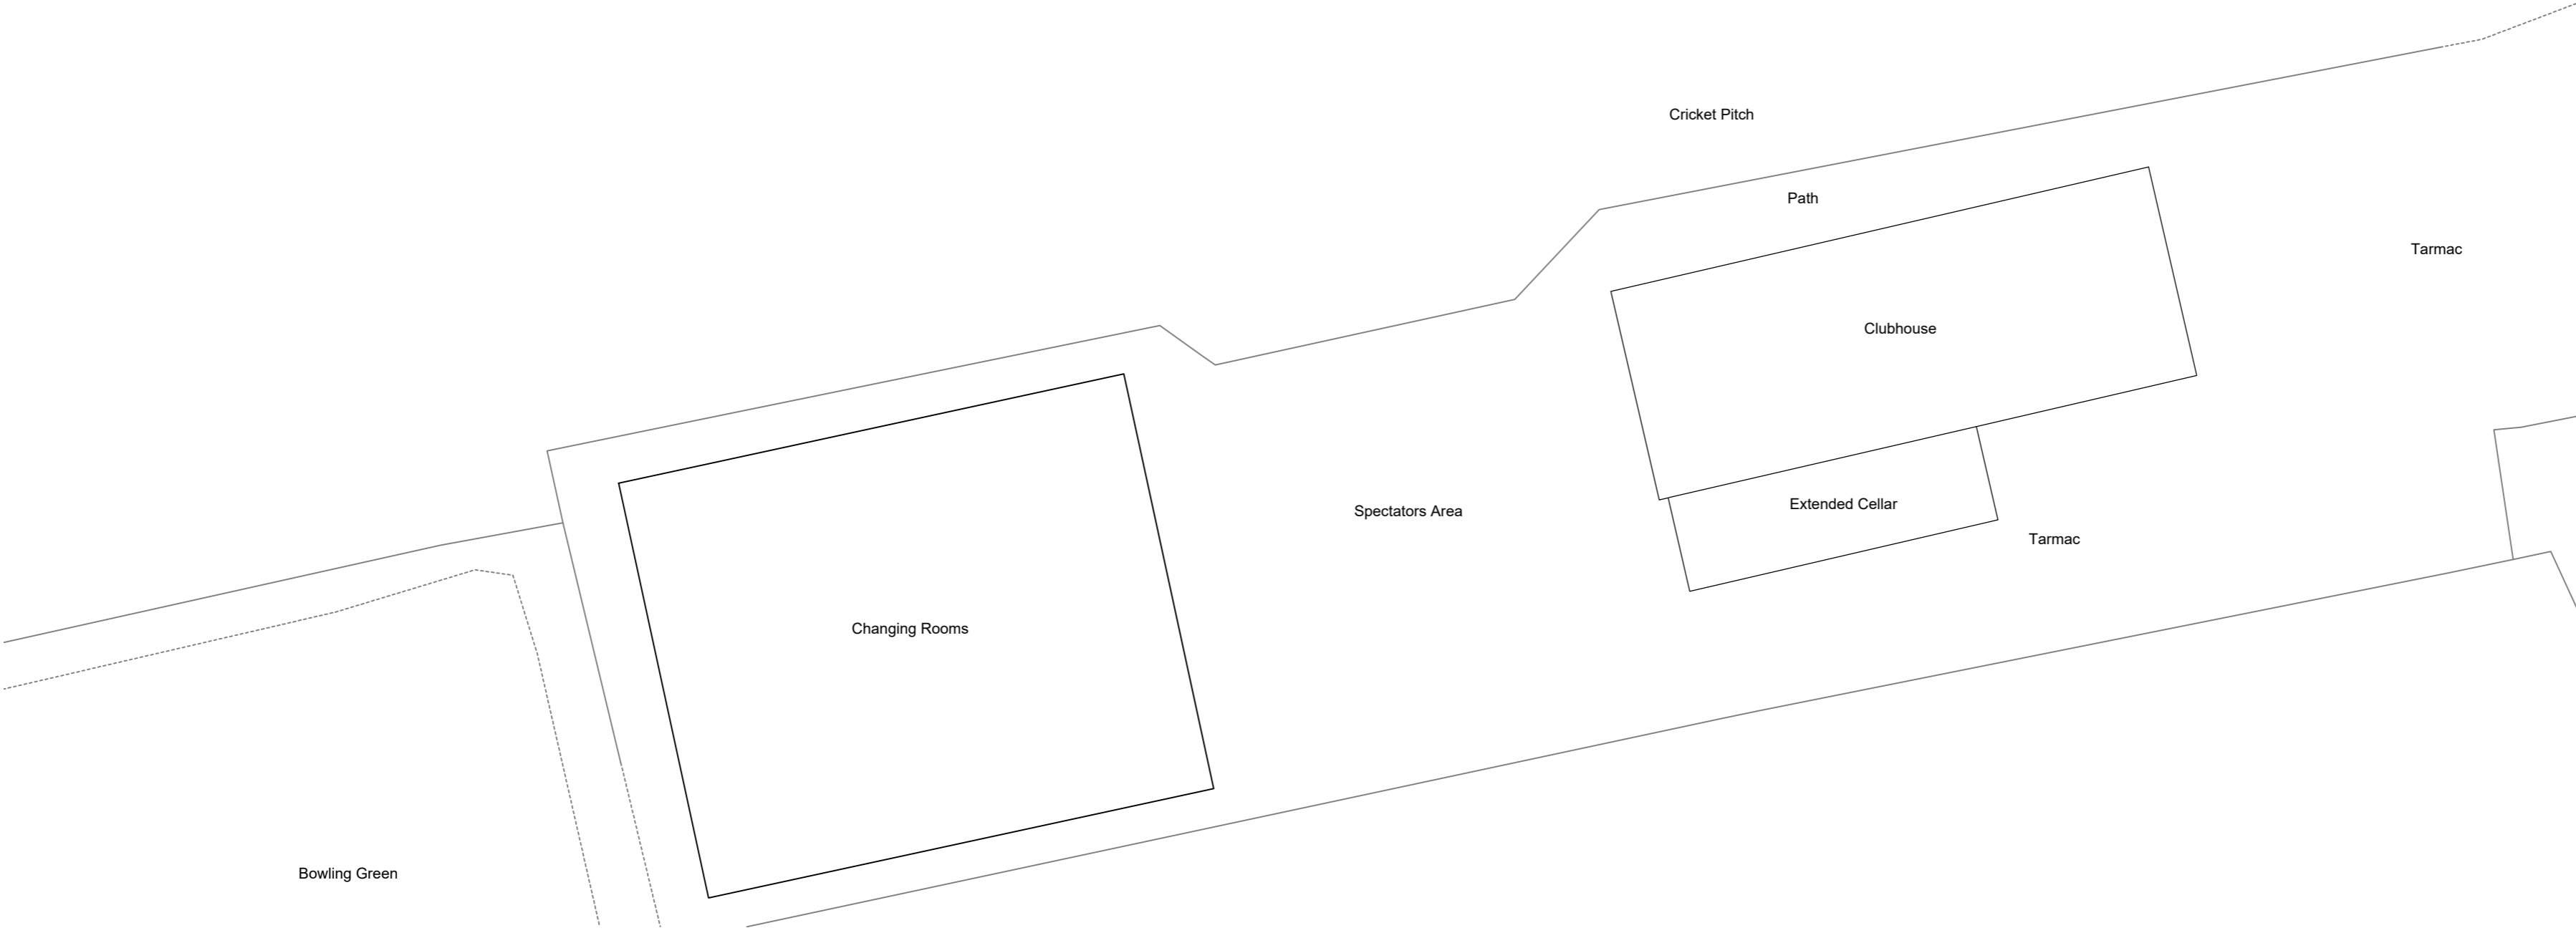 Cricket Pitch
Path
Tarmac
Clubhouse
Extended Cellar
Spectators Area
Tarmac
Changing Rooms
Bowling Green